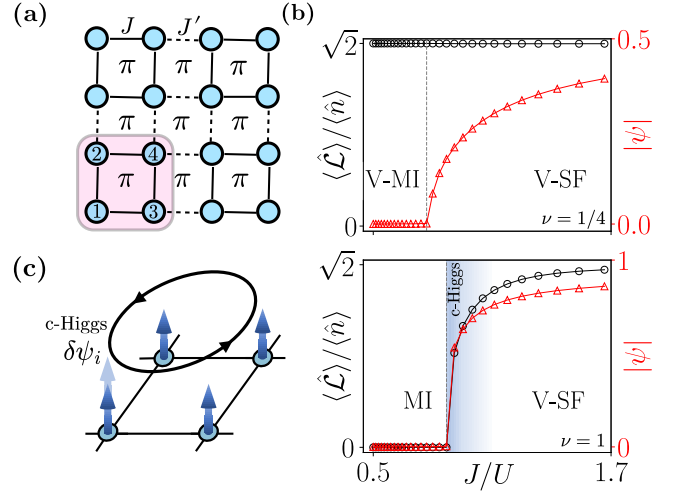 (a)
J
J′
π π π
π π π
2 4
π π
1 3
(b)
√2
0
⟨ℒ̂⟩/⟨n̂⟩
V-MI
V-SF
ν = 1/4
0.5
0.0
|ψ|
(c)
c-Higgs
δψᵢ
√2
0
⟨ℒ̂⟩/⟨n̂⟩
c-Higgs
MI
V-SF
ν = 1
1
0
|ψ|
0.5
J/U
1.7